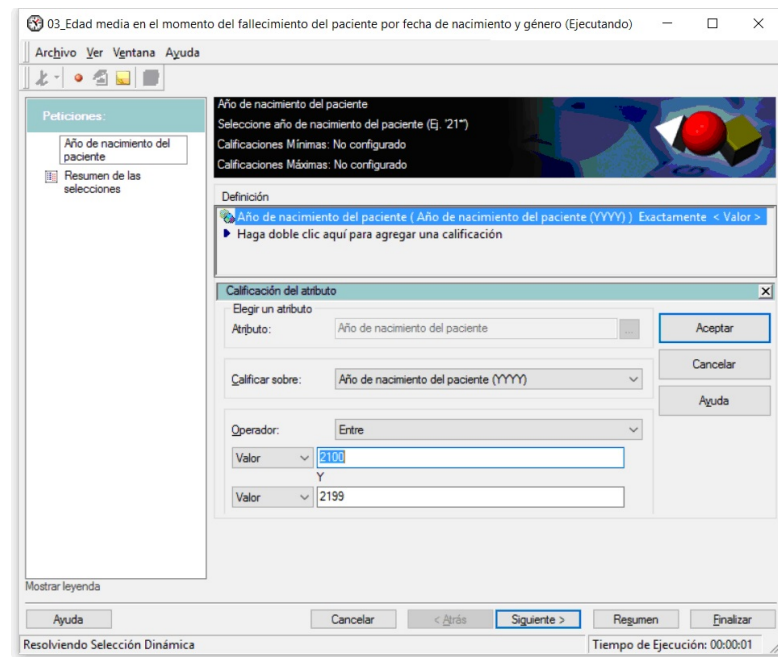 03_Edad media en el momento del fallecimiento del paciente por fecha de nacimiento y género (Ejecutando)
Archivo Ver Ventana Ayuda
Peticiones:
Año de nacimiento del
paciente
Resumen de las
selecciones
Mostrar leyenda
Año de nacimiento del paciente
Seleccione año de nacimiento del paciente (Ej. '21*')
Calificaciones Mínimas: No configurado
Calificaciones Máximas: No configurado
Definición
Año de nacimiento del paciente ( Año de nacimiento del paciente (YYYY) ) Exactamente < Valor >
Haga doble clic aquí para agregar una calificación
Calificación del atributo
Elegir un atributo
Atributo: Año de nacimiento del paciente ...
Calificar sobre: Año de nacimiento del paciente (YYYY)
Operador: Entre
Valor 2100
Y
Valor 2199
Aceptar
Cancelar
Ayuda
Ayuda Cancelar < Atrás Siguiente > Resumen Finalizar
Resolviendo Selección Dinámica Tiempo de Ejecución: 00:00:01